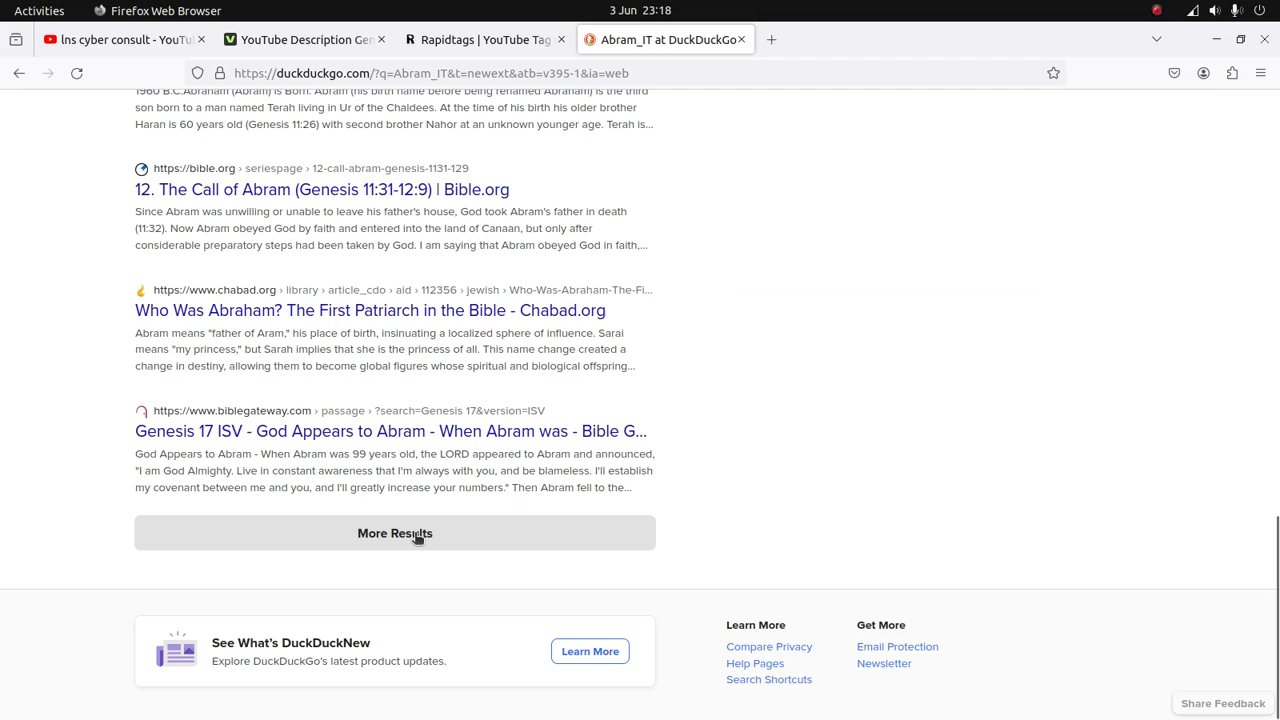 Activities
Firefox Web Browser
3 Jun 23:18
lns cyber consult - YouTu
YouTube Description Gen
Rapidtags | YouTube Tag
Abram_IT at DuckDuckGo
https://duckduckgo.com/?q=Abram_IT&t=newext&atb=v395-1&ia=web
1960 B.C.Abraham (Abram) is Born. Abram (his birth name before being renamed Abraham) is the third
son born to a man named Terah living in Ur of the Chaldees. At the time of his birth his older brother
Haran is 60 years old (Genesis 11:26) with second brother Nahor at an unknown younger age. Terah is...
https://bible.org › seriespage › 12-call-abram-genesis-1131-129
12. The Call of Abram (Genesis 11:31-12:9) | Bible.org
Since Abram was unwilling or unable to leave his father's house, God took Abram's father in death
(11:32). Now Abram obeyed God by faith and entered into the land of Canaan, but only after
considerable preparatory steps had been taken by God. I am saying that Abram obeyed God in faith,...
https://www.chabad.org › library › article_cdo › aid › 112356 › jewish › Who-Was-Abraham-The-Fi...
Who Was Abraham? The First Patriarch in the Bible - Chabad.org
Abram means "father of Aram," his place of birth, insinuating a localized sphere of influence. Sarai
means "my princess," but Sarah implies that she is the princess of all. This name change created a
change in destiny, allowing them to become global figures whose spiritual and biological offspring...
https://www.biblegateway.com › passage › ?search=Genesis 17&version=ISV
Genesis 17 ISV - God Appears to Abram - When Abram was - Bible G...
God Appears to Abram - When Abram was 99 years old, the LORD appeared to Abram and announced,
"I am God Almighty. Live in constant awareness that I'm always with you, and be blameless. I'll establish
my covenant between me and you, and I'll greatly increase your numbers." Then Abram fell to the...
More Results
See What's DuckDuckNew
Explore DuckDuckGo's latest product updates.
Learn More
Learn More
Compare Privacy
Help Pages
Search Shortcuts
Get More
Email Protection
Newsletter
Share Feedback